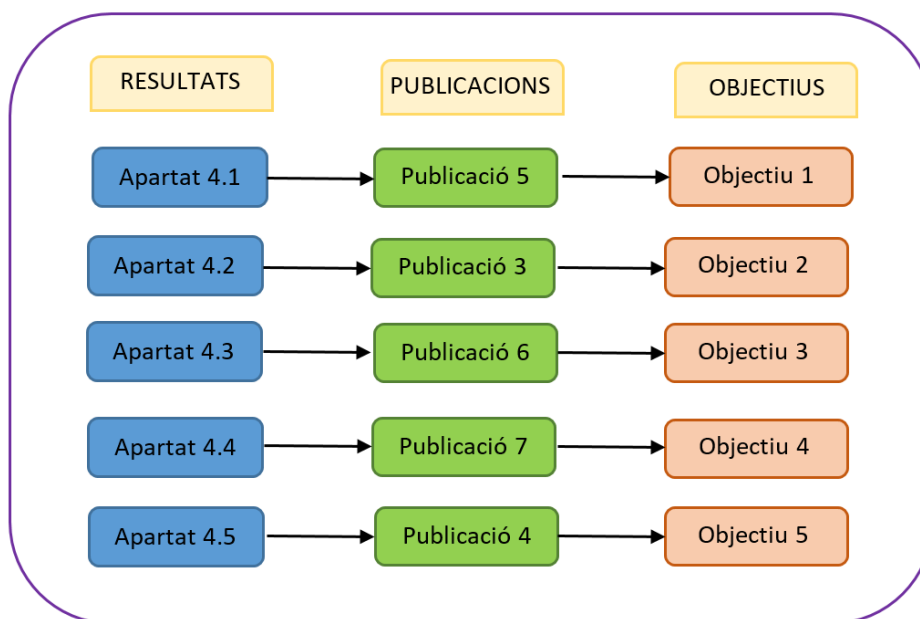 RESULTATS PUBLICACIONS OBJECTIUS
Apartat 4.1 Publicació 5 Objectiu 1
Apartat 4.2 Publicació 3 Objectiu 2
Apartat 4.3 Publicació 6 Objectiu 3
Apartat 4.4 Publicació 7 Objectiu 4
Apartat 4.5 Publicació 4 Objectiu 5